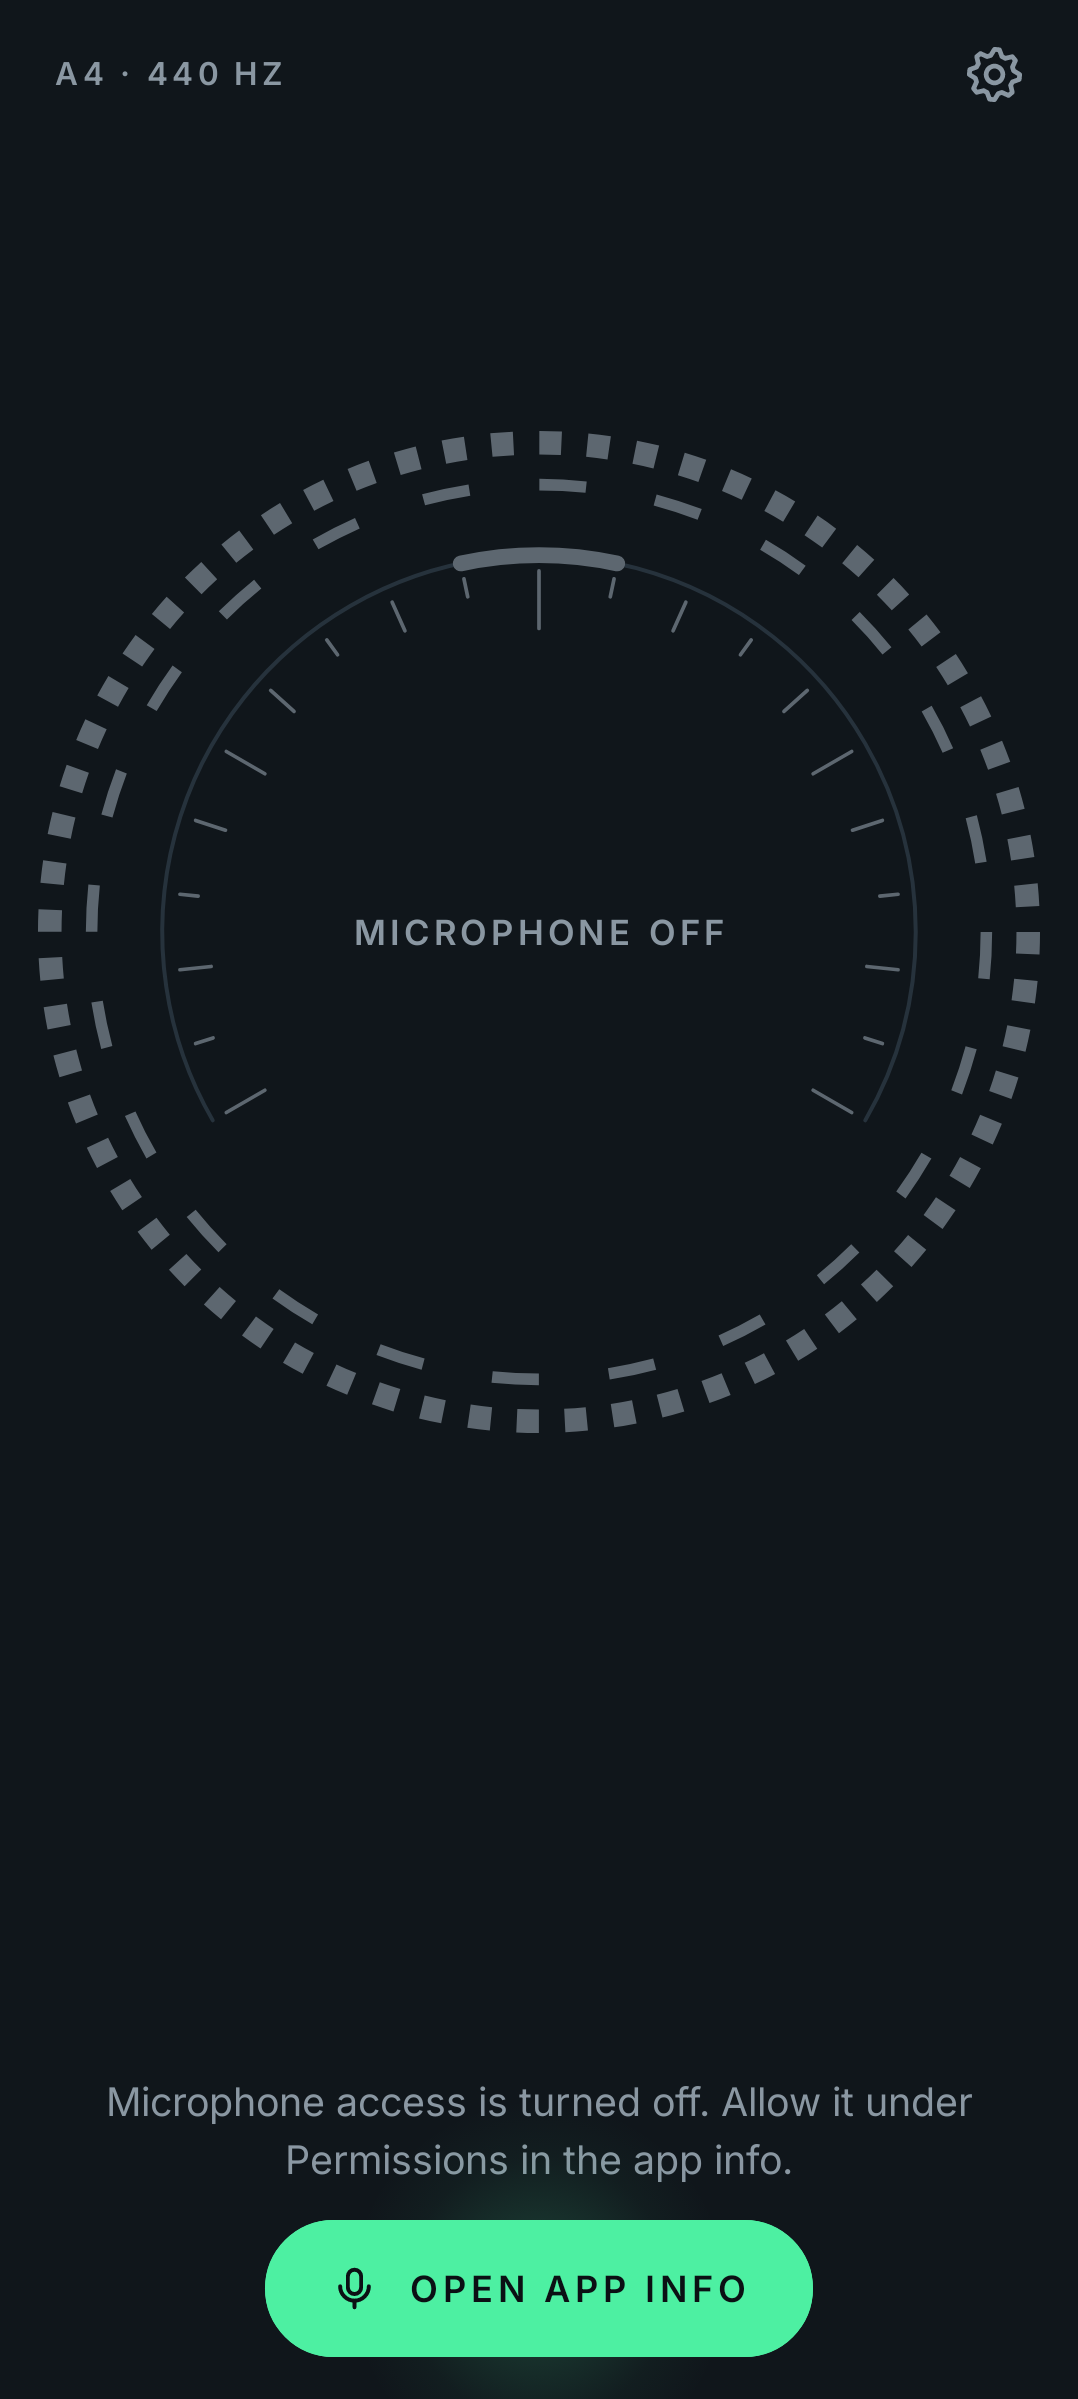 A4 · 440 HZ
MICROPHONE OFF
Microphone access is turned off. Allow it under
Permissions in the app info.
OPEN APP INFO